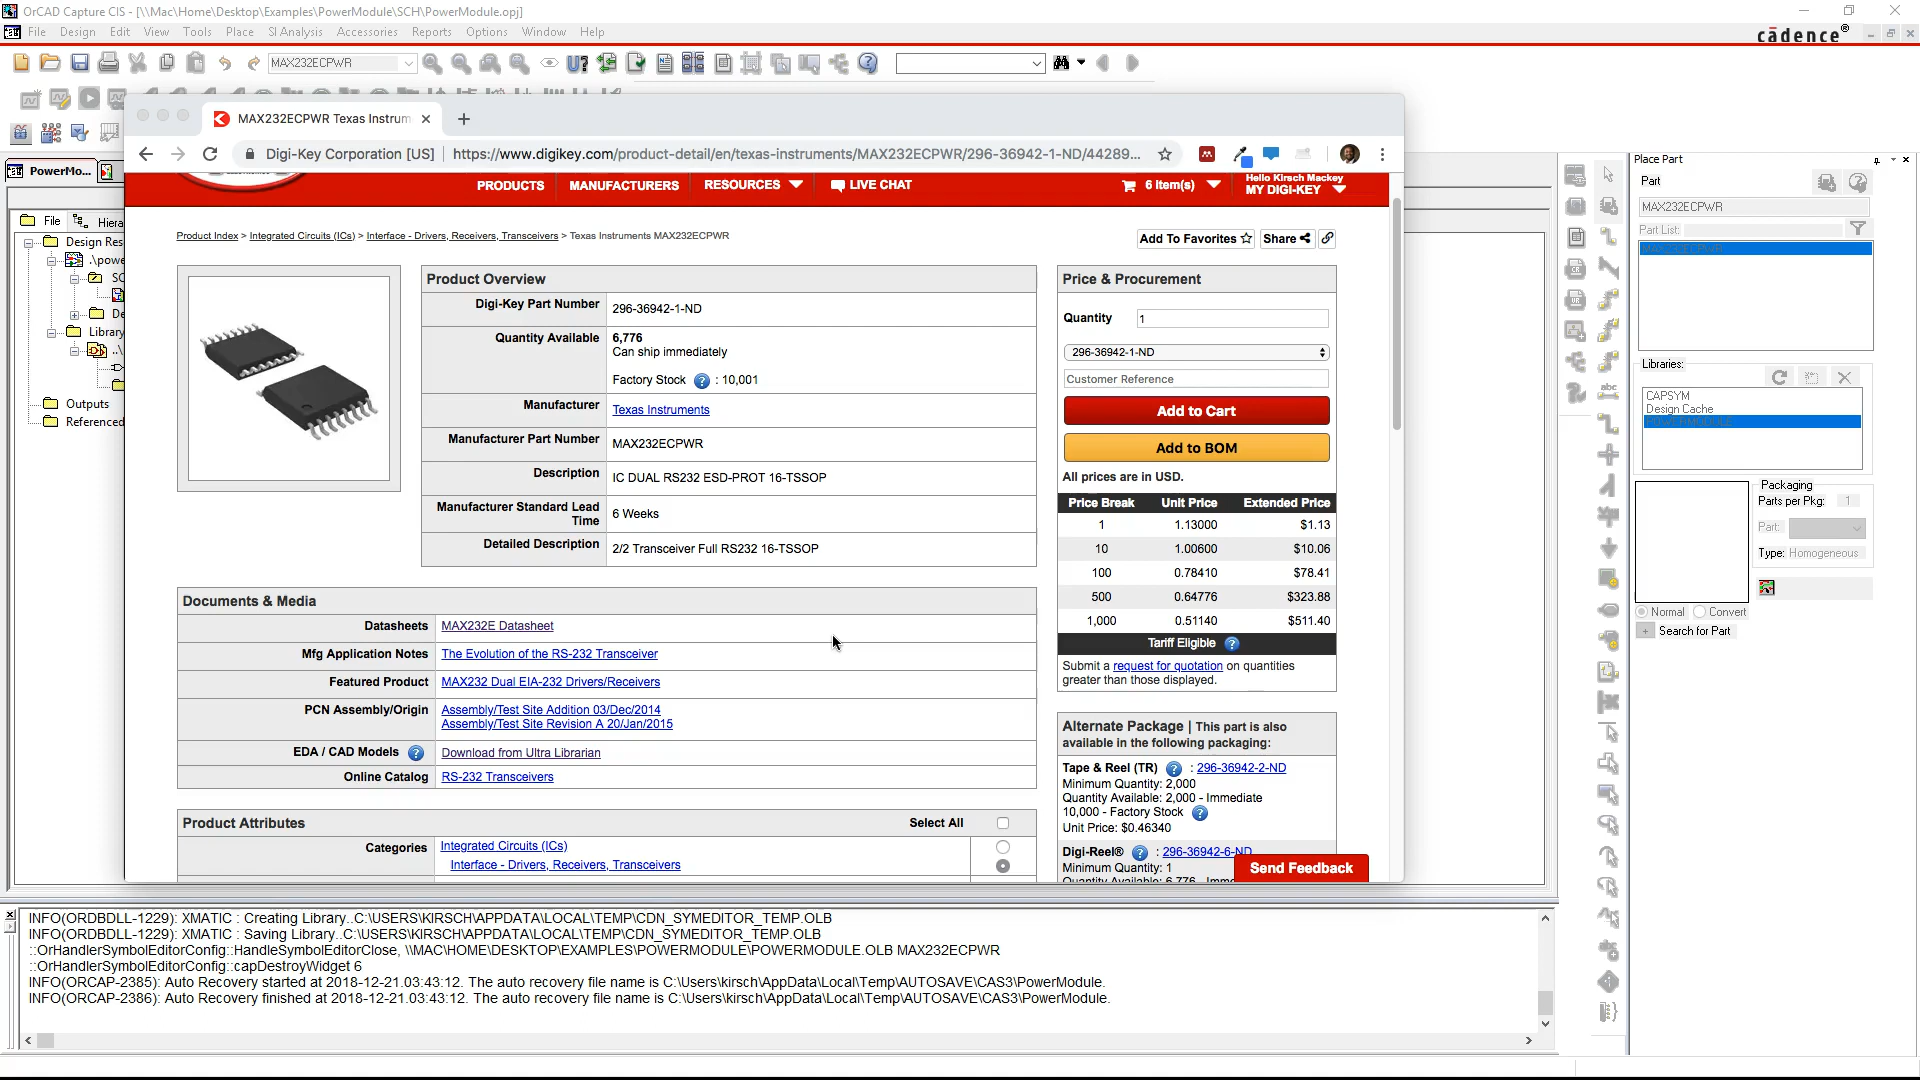 OrCAD Capture CIS - [\\Mac\Home\Desktop\Examples\PowerModule\SCH\PowerModule.opj]
File Design Edit View Tools Place SI Analysis Accessories Reports Options Window Help
cādence®
MAX232ECPWR
U?
MAX232ECPWR Texas Instrum
Digi-Key Corporation [US] https://www.digikey.com/product-detail/en/texas-instruments/MAX232ECPWR/296-36942-1-ND/44289...
PowerMo...
File Hiera
Design Res
.\powe
SC
De
Library
..\
Outputs
Referenced
PRODUCTS MANUFACTURERS RESOURCES LIVE CHAT 6 Item(s) Hello Kirsch Mackey
MY DIGI-KEY
Product Index > Integrated Circuits (ICs) > Interface - Drivers, Receivers, Transceivers > Texas Instruments MAX232ECPWR
Add To Favorites Share
Product Overview
Digi-Key Part Number 296-36942-1-ND
Quantity Available 6,776
Can ship immediately
Factory Stock ? : 10,001
Manufacturer Texas Instruments
Manufacturer Part Number MAX232ECPWR
Description IC DUAL RS232 ESD-PROT 16-TSSOP
Manufacturer Standard Lead Time 6 Weeks
Detailed Description 2/2 Transceiver Full RS232 16-TSSOP
Documents & Media
Datasheets MAX232E Datasheet
Mfg Application Notes The Evolution of the RS-232 Transceiver
Featured Product MAX232 Dual EIA-232 Drivers/Receivers
PCN Assembly/Origin Assembly/Test Site Addition 03/Dec/2014
Assembly/Test Site Revision A 20/Jan/2015
EDA / CAD Models ? Download from Ultra Librarian
Online Catalog RS-232 Transceivers
Product Attributes Select All
Categories Integrated Circuits (ICs)
Interface - Drivers, Receivers, Transceivers
Price & Procurement
Quantity 1
296-36942-1-ND
Customer Reference
Add to Cart
Add to BOM
All prices are in USD.
Price Break Unit Price Extended Price
1 1.13000 $1.13
10 1.00600 $10.06
100 0.78410 $78.41
500 0.64776 $323.88
1,000 0.51140 $511.40
Tariff Eligible ?
Submit a request for quotation on quantities
greater than those displayed.
Alternate Package | This part is also
available in the following packaging:
Tape & Reel (TR) ? : 296-36942-2-ND
Minimum Quantity: 2,000
Quantity Available: 2,000 - Immediate
10,000 - Factory Stock ?
Unit Price: $0.46340
Digi-Reel® ? : 296-36942-6-ND
Minimum Quantity: 1
Quantity Available: 6,776 - Imme
Send Feedback
Place Part
Part
MAX232ECPWR
Part List:
MAX232ECPWR
Libraries:
CAPSYM
Design Cache
POWERMODULE
Packaging
Parts per Pkg: 1
Part:
Type: Homogeneous
Normal Convert
+ Search for Part
abc
INFO(ORDBDLL-1229): XMATIC : Creating Library..C:\USERS\KIRSCH\APPDATA\LOCAL\TEMP\CDN_SYMEDITOR_TEMP.OLB
INFO(ORDBDLL-1229): XMATIC : Saving Library..C:\USERS\KIRSCH\APPDATA\LOCAL\TEMP\CDN_SYMEDITOR_TEMP.OLB
::OrHandlerSymbolEditorConfig::HandleSymbolEditorClose, \\MAC\HOME\DESKTOP\EXAMPLES\POWERMODULE\POWERMODULE.OLB MAX232ECPWR
::OrHandlerSymbolEditorConfig::capDestroyWidget 6
INFO(ORCAP-2385): Auto Recovery started at 2018-12-21.03:43:12. The auto recovery file name is C:\Users\kirsch\AppData\Local\Temp\AUTOSAVE\CAS3\PowerModule.
INFO(ORCAP-2386): Auto Recovery finished at 2018-12-21.03:43:12. The auto recovery file name is C:\Users\kirsch\AppData\Local\Temp\AUTOSAVE\CAS3\PowerModule.